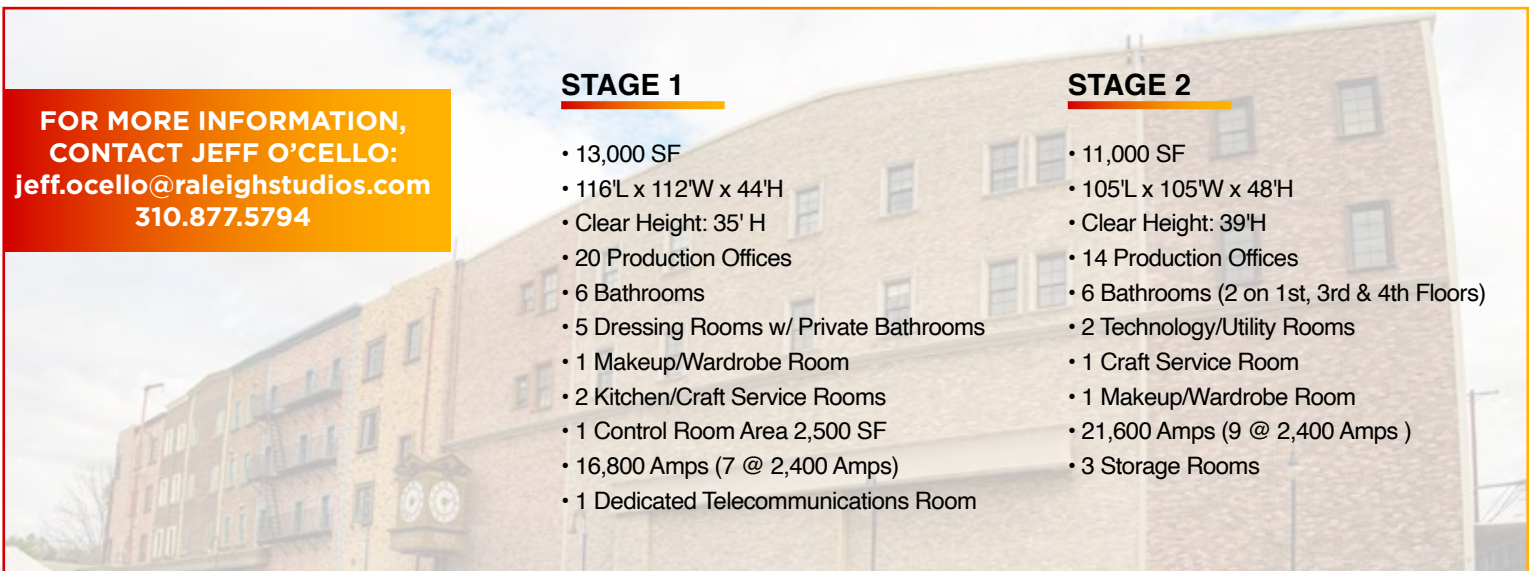 FOR MORE INFORMATION,
CONTACT JEFF O'CELLO:
jeff.ocello@raleighstudios.com
310.877.5794
STAGE 1
• 13,000 SF
• 116'L x 112'W x 44'H
• Clear Height: 35' H
• 20 Production Offices
• 6 Bathrooms
• 5 Dressing Rooms w/ Private Bathrooms
• 1 Makeup/Wardrobe Room
• 2 Kitchen/Craft Service Rooms
• 1 Control Room Area 2,500 SF
• 16,800 Amps (7 @ 2,400 Amps)
• 1 Dedicated Telecommunications Room
STAGE 2
• 11,000 SF
• 105'L x 105'W x 48'H
• Clear Height: 39'H
• 14 Production Offices
• 6 Bathrooms (2 on 1st, 3rd & 4th Floors)
• 2 Technology/Utility Rooms
• 1 Craft Service Room
• 1 Makeup/Wardrobe Room
• 21,600 Amps (9 @ 2,400 Amps )
• 3 Storage Rooms